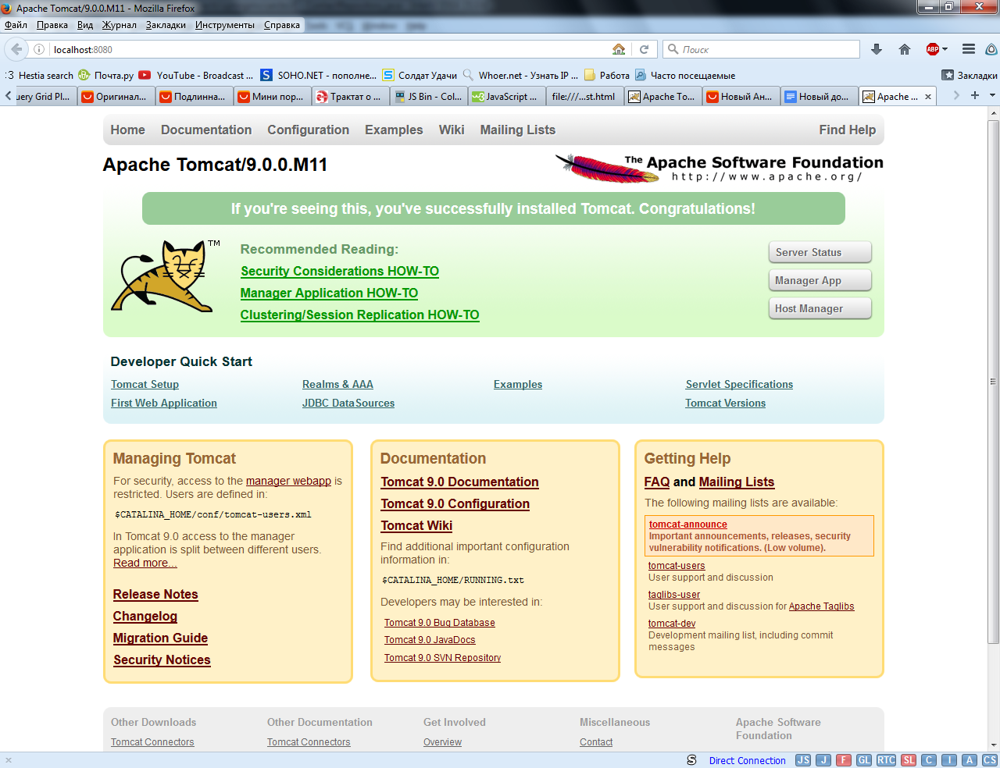 Apache Tomcat/9.0.0.M11 - Mozilla Firefox
Файл Правка Вид Журнал Закладки Инструменты Справка
localhost:8080
Поиск
ABP
Hestia search Почта.ру YouTube - Broadcast ... SOHO.NET - пополне... Солдат Удачи Whoer.net - Узнать IP ... Работа Часто посещаемые Закладки
uery Grid Pl... Оригинал... Подлинна... Мини пор... Трактат о ... JS Bin - Col... JavaScript ... file:///...st.html Apache To... Новый Ан... Новый до... Apache ...
Home Documentation Configuration Examples Wiki Mailing Lists Find Help
Apache Tomcat/9.0.0.M11
The Apache Software Foundation
http://www.apache.org/
If you're seeing this, you've successfully installed Tomcat. Congratulations!
TM
Recommended Reading:
Security Considerations HOW-TO
Manager Application HOW-TO
Clustering/Session Replication HOW-TO
Server Status
Manager App
Host Manager
Developer Quick Start
Tomcat Setup
First Web Application
Realms & AAA
JDBC DataSources
Examples
Servlet Specifications
Tomcat Versions
Managing Tomcat
For security, access to the manager webapp is
restricted. Users are defined in:
$CATALINA_HOME/conf/tomcat-users.xml
In Tomcat 9.0 access to the manager
application is split between different users.
Read more...
Release Notes
Changelog
Migration Guide
Security Notices
Documentation
Tomcat 9.0 Documentation
Tomcat 9.0 Configuration
Tomcat Wiki
Find additional important configuration
information in:
$CATALINA_HOME/RUNNING.txt
Developers may be interested in:
Tomcat 9.0 Bug Database
Tomcat 9.0 JavaDocs
Tomcat 9.0 SVN Repository
Getting Help
FAQ and Mailing Lists
The following mailing lists are available:
tomcat-announce
Important announcements, releases, security
vulnerability notifications. (Low volume).
tomcat-users
User support and discussion
taglibs-user
User support and discussion for Apache Taglibs
tomcat-dev
Development mailing list, including commit
messages
Other Downloads
Tomcat Connectors
Other Documentation
Tomcat Connectors
Get Involved
Overview
Miscellaneous
Contact
Apache Software
Foundation
S Direct Connection JS J F GL RTC SL C I A CS